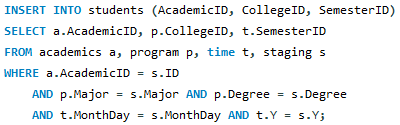 INSERT INTO students (AcademicID, CollegeID, SemesterID)
SELECT a.AcademicID, p.CollegeID, t.SemesterID
FROM academics a, program p, time t, staging s
WHERE a.AcademicID = s.ID
AND p.Major = s.Major AND p.Degree = s.Degree
AND t.MonthDay = s.MonthDay AND t.Y = s.Y;